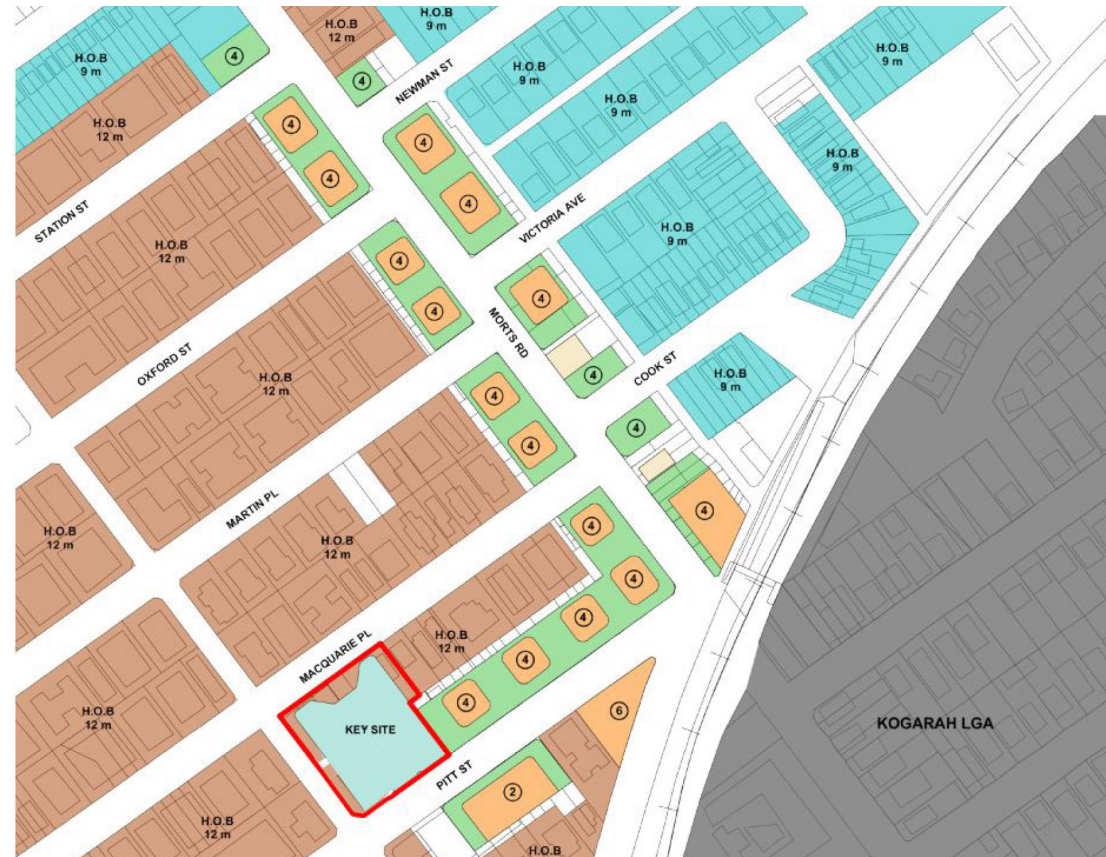 H.O.B
12 m
H.O.B
9 m
H.O.B
9 m
H.O.B
9 m
4
4
NEWMAN ST
H.O.B
9 m
H.O.B
9 m
H.O.B
12 m
4
4
4
4
H.O.B
9 m
STATION ST
VICTORIA AVE
H.O.B
9 m
H.O.B
12 m
4
4
4
MORTS RD
OXFORD ST
H.O.B
12 m
4
4
4
COOK ST
H.O.B
9 m
4
4
MARTIN PL
H.O.B
12 m
H.O.B
12 m
4
4
4
4
H.O.B
12 m
4
4
MACQUARIE PL
H.O.B
12 m
KEY SITE
6
KOGARAH LGA
PITT ST
2
H.O.B
12 m
H.O.B